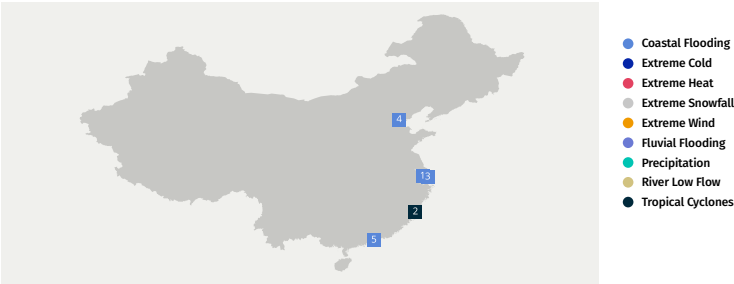 4
13
2
5
Coastal Flooding
Extreme Cold
Extreme Heat
Extreme Snowfall
Extreme Wind
Fluvial Flooding
Precipitation
River Low Flow
Tropical Cyclones